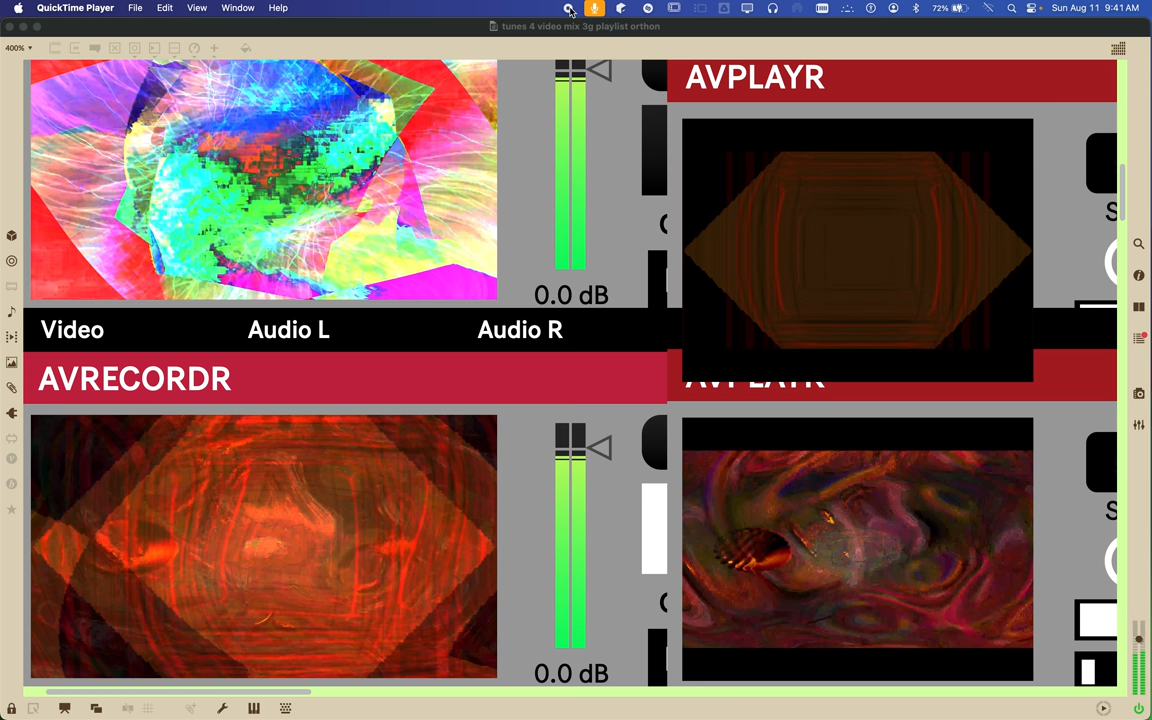 QuickTime Player File Edit View Window Help 72% Sun Aug 11 9:41 AM
tunes 4 video mix 3g playlist orthon
400%
AVPLAYR
S
0.0 dB
Video Audio L Audio R
AVRECORDR
AVPLAYR
S
0.0 dB